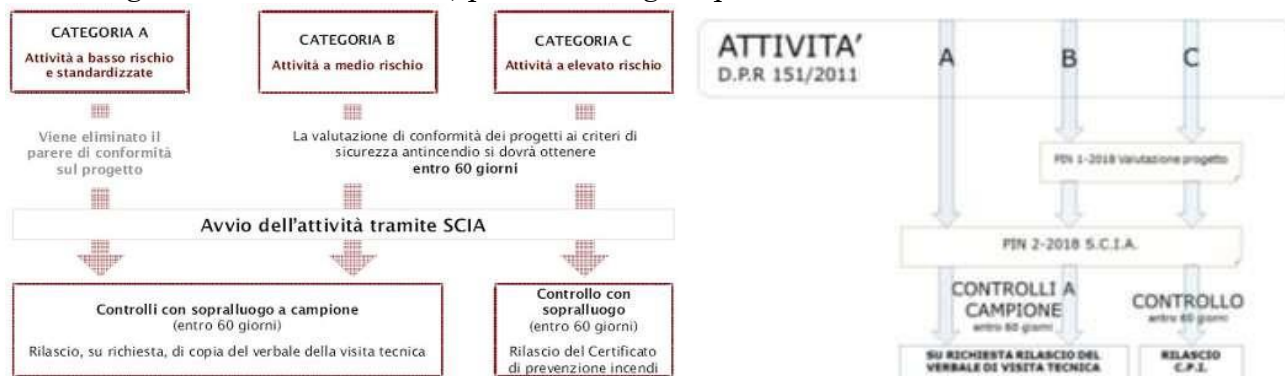 CATEGORIA A
Attività a basso rischio
e standardizzate
CATEGORIA B
Attività a medio rischio
CATEGORIA C
Attività a elevato rischio
Viene eliminato il
parere di conformità
sul progetto
La valutazione di conformità dei progetti ai criteri di
sicurezza antincendio si dovrà ottenere
entro 60 giorni
Avvio dell'attività tramite SCIA
Controlli con sopralluogo a campione
(entro 60 giorni)
Rilascio, su richiesta, di copia del verbale della visita tecnica
Controllo con
sopralluogo
(entro 60 giorni)
Rilascio del Certificato
di prevenzione incendi
ATTIVITA'
D.P.R 151/2011
A
B
C
PIN 1-2018 Valutazione progetto
PIN 2-2018 S.C.I.A.
CONTROLLI A
CAMPIONE
entro 60 giorni
CONTROLLO
entro 60 giorni
SU RICHIESTA RILASCIO DEL
VERBALE DI VISITA TECNICA
RILASCIO
C.P.I.